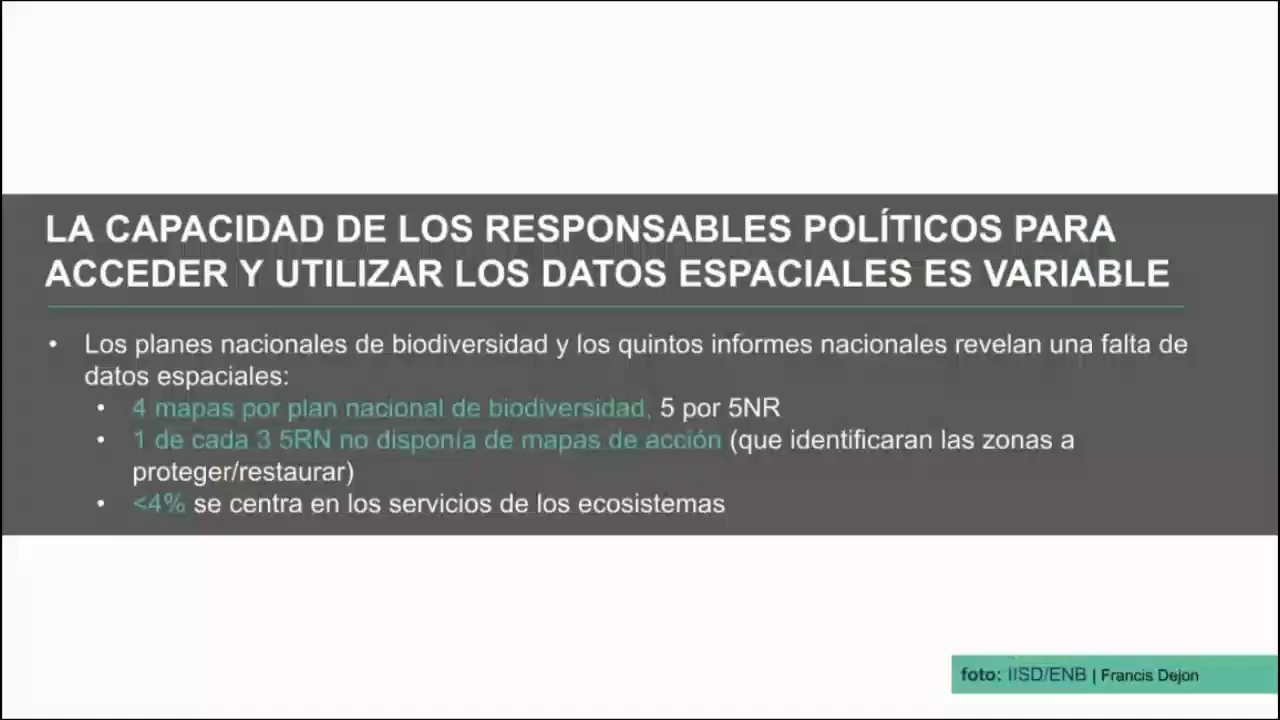 LA CAPACIDAD DE LOS RESPONSABLES POLÍTICOS PARA
ACCEDER Y UTILIZAR LOS DATOS ESPACIALES ES VARIABLE
• Los planes nacionales de biodiversidad y los quintos informes nacionales revelan una falta de
datos espaciales:
• 4 mapas por plan nacional de biodiversidad, 5 por 5NR
• 1 de cada 3 5RN no disponía de mapas de acción (que identificaran las zonas a
proteger/restaurar)
• <4% se centra en los servicios de los ecosistemas
foto: IISD/ENB | Francis Dejon